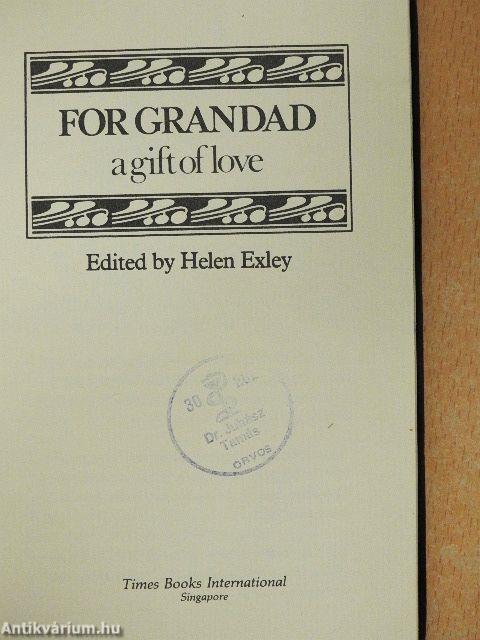 FOR GRANDAD
a gift of love
Edited by Helen Exley
30
Dr. Juhász
Tamás
ORVOS
Times Books International
Singapore
Antikvárium.hu